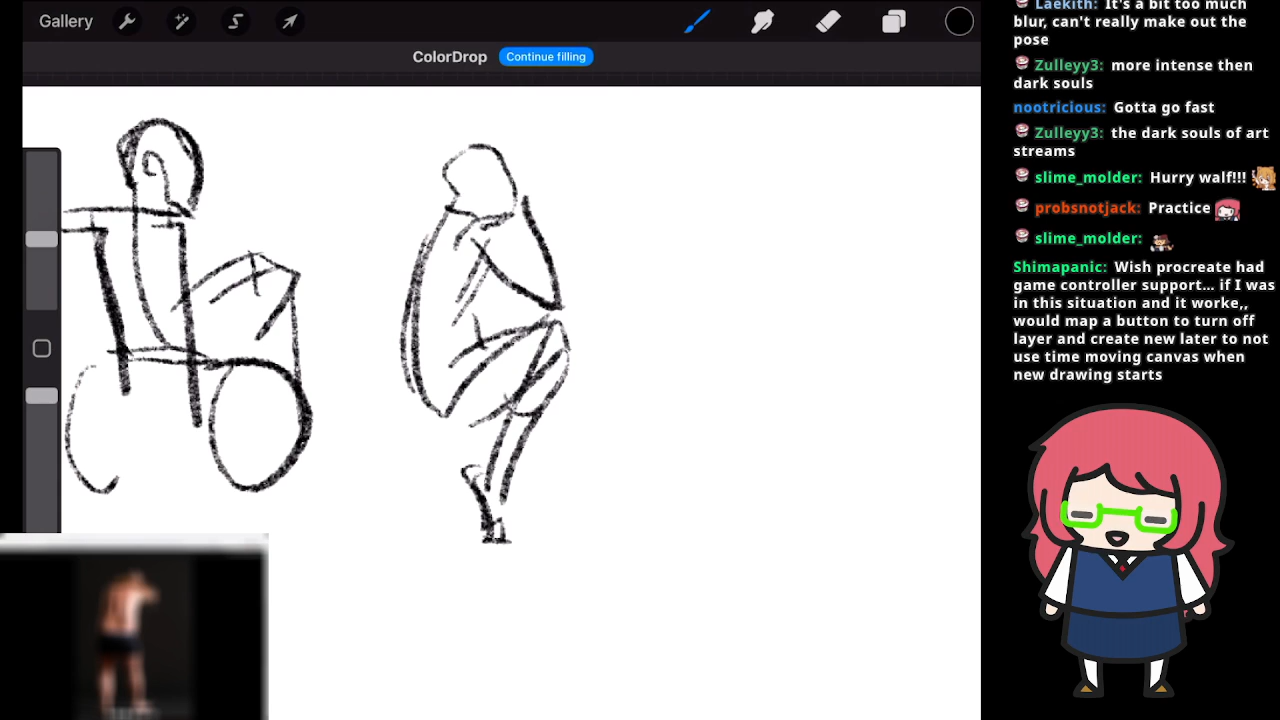 Gallery
ColorDrop Continue filling
Laekith: It's a bit too much
blur, can't really make out the
pose
Zulleyy3: more intense then
dark souls
nootricious: Gotta go fast
Zulleyy3: the dark souls of art
streams
slime_molder: Hurry walf!!!
probsnotjack: Practice
slime_molder:
Shimapanic: Wish procreate had
game controller support... if I was
in this situation and it worke,,
would map a button to turn off
layer and create new later to not
use time moving canvas when
new drawing starts